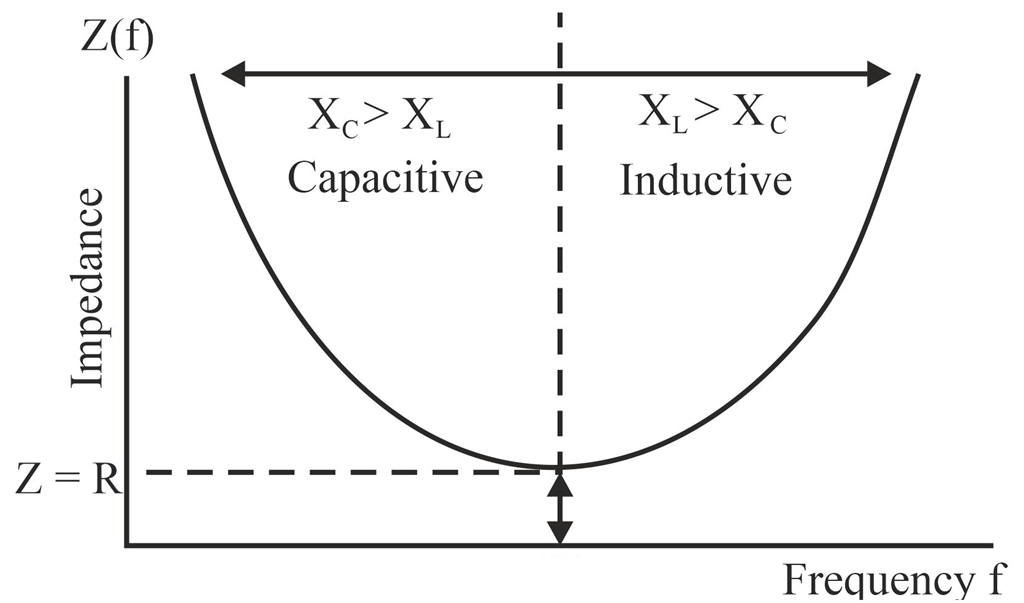 Z(f)
X_C > X_L
Capacitive
X_L > X_C
Inductive
Impedance
Z = R
Frequency f